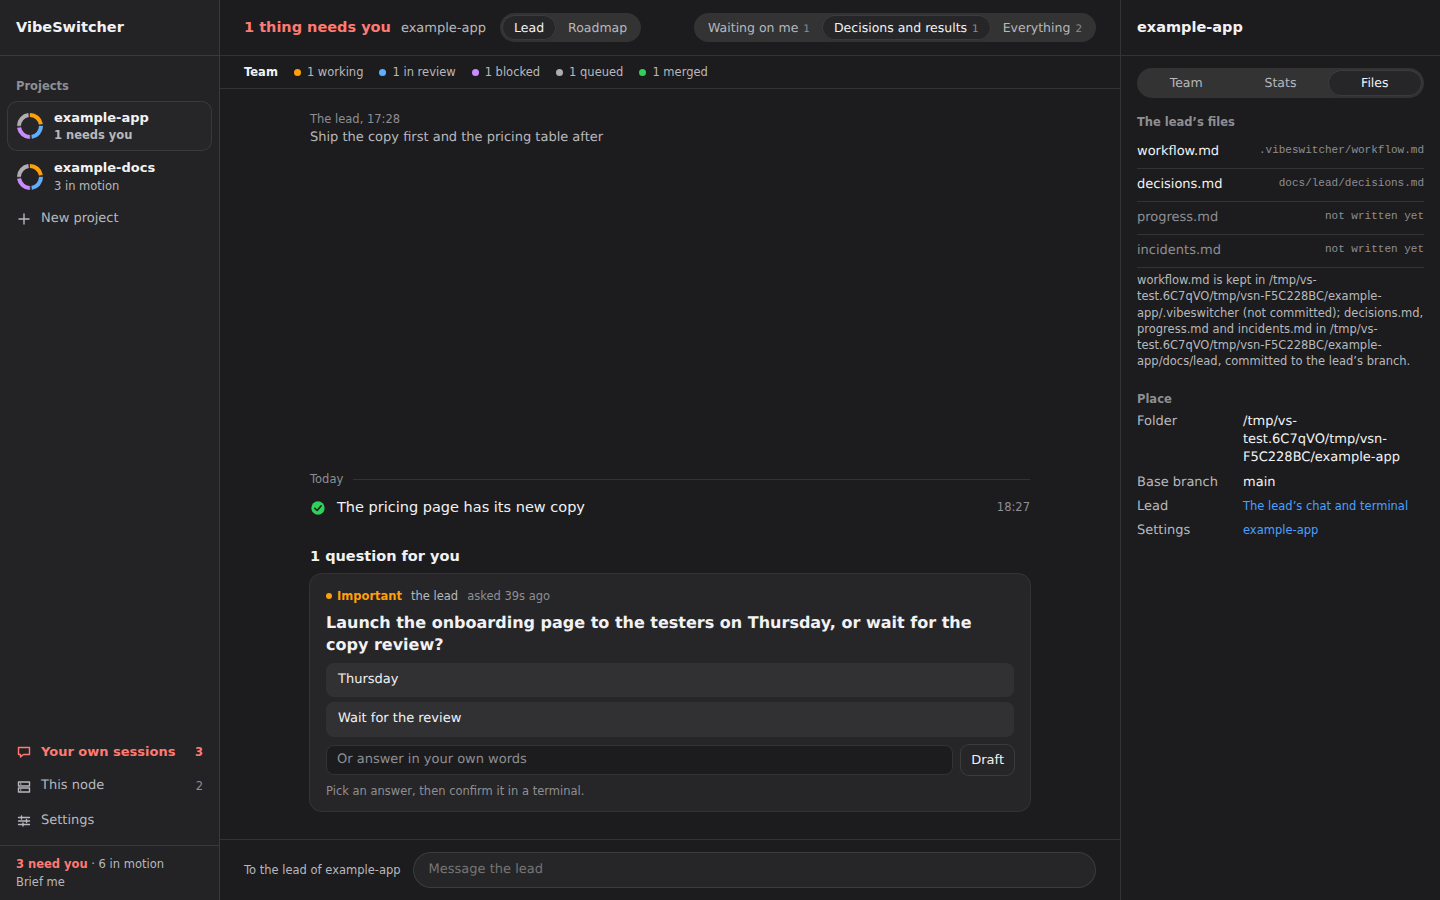 VibeSwitcher
Projects
example-app
1 needs you
example-docs
3 in motion
New project
Your own sessions 3
This node 2
Settings
3 need you · 6 in motion
Brief me
1 thing needs you example-app Lead Roadmap
Waiting on me 1 Decisions and results 1 Everything 2
Team 1 working 1 in review 1 blocked 1 queued 1 merged
The lead, 17:28
Ship the copy first and the pricing table after
Today
The pricing page has its new copy 18:27
1 question for you
Important the lead asked 39s ago
Launch the onboarding page to the testers on Thursday, or wait for the
copy review?
Thursday
Wait for the review
Or answer in your own words Draft
Pick an answer, then confirm it in a terminal.
To the lead of example-app Message the lead
example-app
Team Stats Files
The lead’s files
workflow.md .vibeswitcher/workflow.md
decisions.md docs/lead/decisions.md
progress.md not written yet
incidents.md not written yet
workflow.md is kept in /tmp/vs-
test.6C7qVO/tmp/vsn-F5C228BC/example-
app/.vibeswitcher (not committed); decisions.md,
progress.md and incidents.md in /tmp/vs-
test.6C7qVO/tmp/vsn-F5C228BC/example-
app/docs/lead, committed to the lead’s branch.
Place
Folder /tmp/vs-
test.6C7qVO/tmp/vsn-
F5C228BC/example-app
Base branch main
Lead The lead’s chat and terminal
Settings example-app